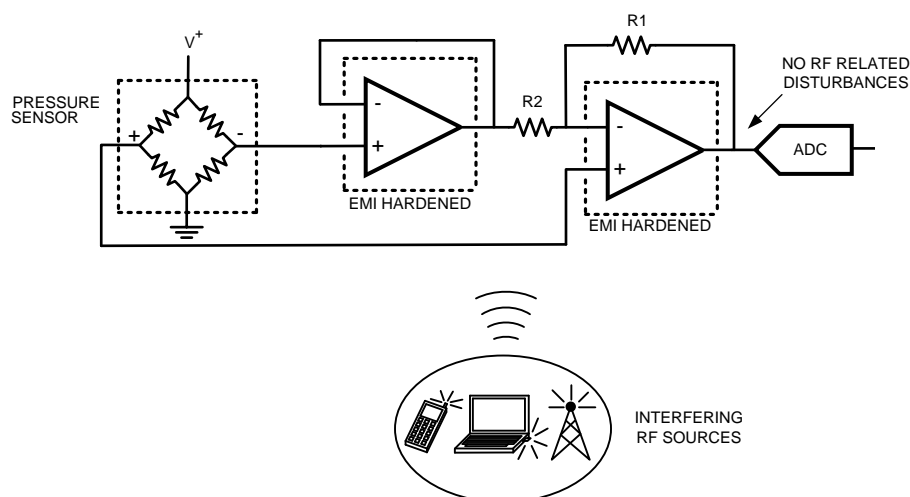 R1
V+
NO RF RELATED
DISTURBANCES
PRESSURE
SENSOR
+
-
-
+
R2
-
+
ADC
EMI HARDENED
EMI HARDENED
INTERFERING
RF SOURCES